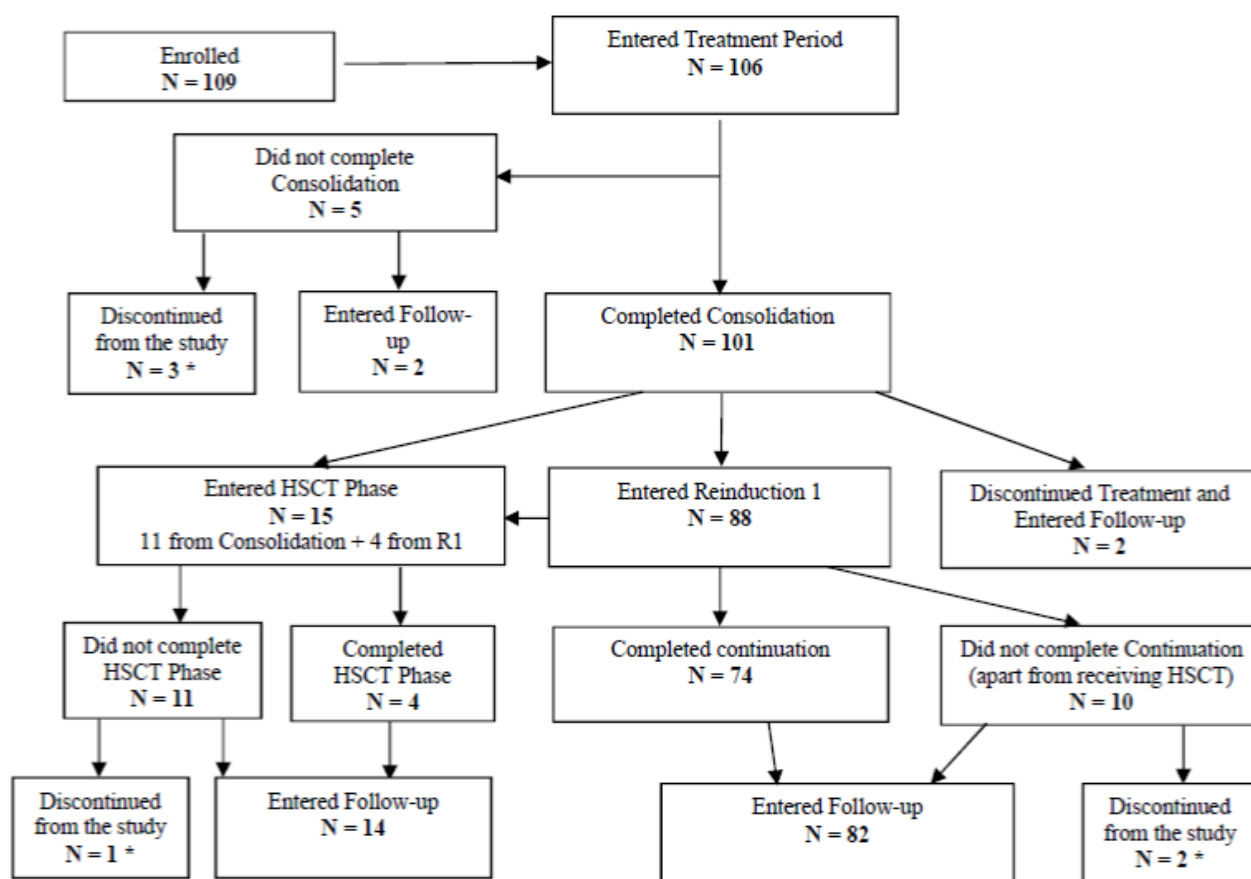 Enrolled
N = 109
Entered Treatment Period
N = 106
Did not complete
Consolidation
N = 5
Discontinued
from the study
N = 3 *
Entered Follow-
up
N = 2
Completed Consolidation
N = 101
Entered HSCT Phase
N = 15
11 from Consolidation + 4 from R1
Entered Reinduction 1
N = 88
Discontinued Treatment and
Entered Follow-up
N = 2
Did not complete
HSCT Phase
N = 11
Completed
HSCT Phase
N = 4
Completed continuation
N = 74
Did not complete Continuation
(apart from receiving HSCT)
N = 10
Discontinued
from the study
N = 1 *
Entered Follow-up
N = 14
Entered Follow-up
N = 82
Discontinued
from the study
N = 2 *